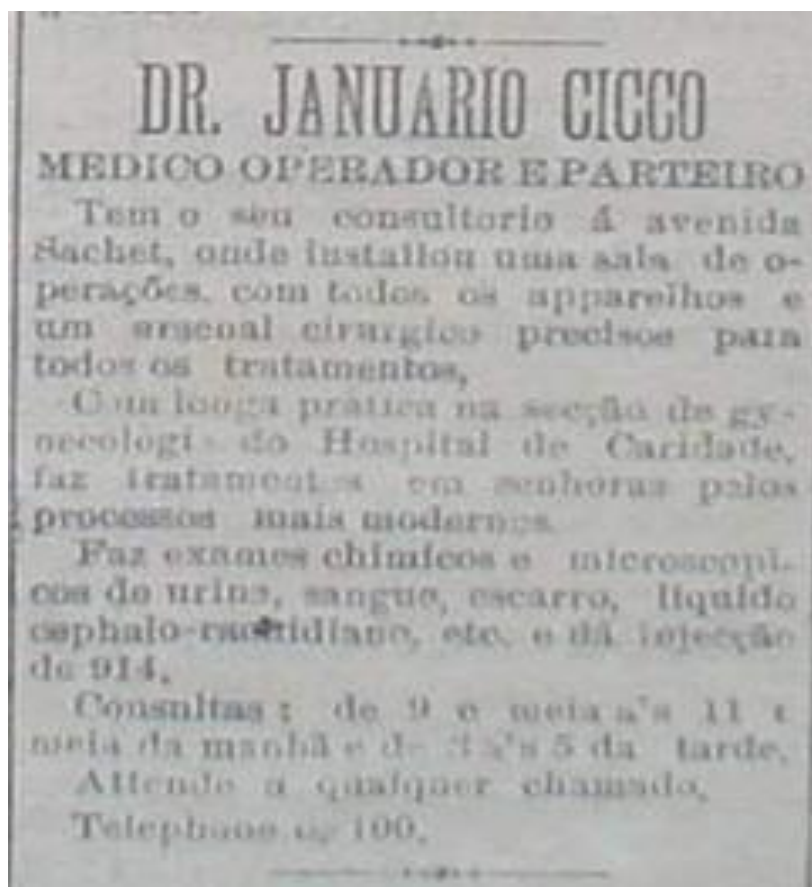 DR. JANUARIO CICCO
MEDICO OPERADOR E PARTEIRO
Tem o seu consultorio á avenida
Sachet, onde installou uma sala de o-
perações, com todos os apparelhos e
um arsenal cirurgico precisos para
todos os tratamentos,
Com longa pratica na secção de gy-
necologia do Hospital de Caridade,
faz tratamentos em senhoras pelos
processos mais modernos.
Faz exames chimicos e microscopi-
cos de urina, sangue, escarro, liquido
cephalo-rachidiano, etc. e dá injecção
de 914.
Consultas: de 9 e meia a's 11 e
meia da manhã e de 3 a's 5 da tarde.
Attende a qualquer chamado.
Telephone 100.